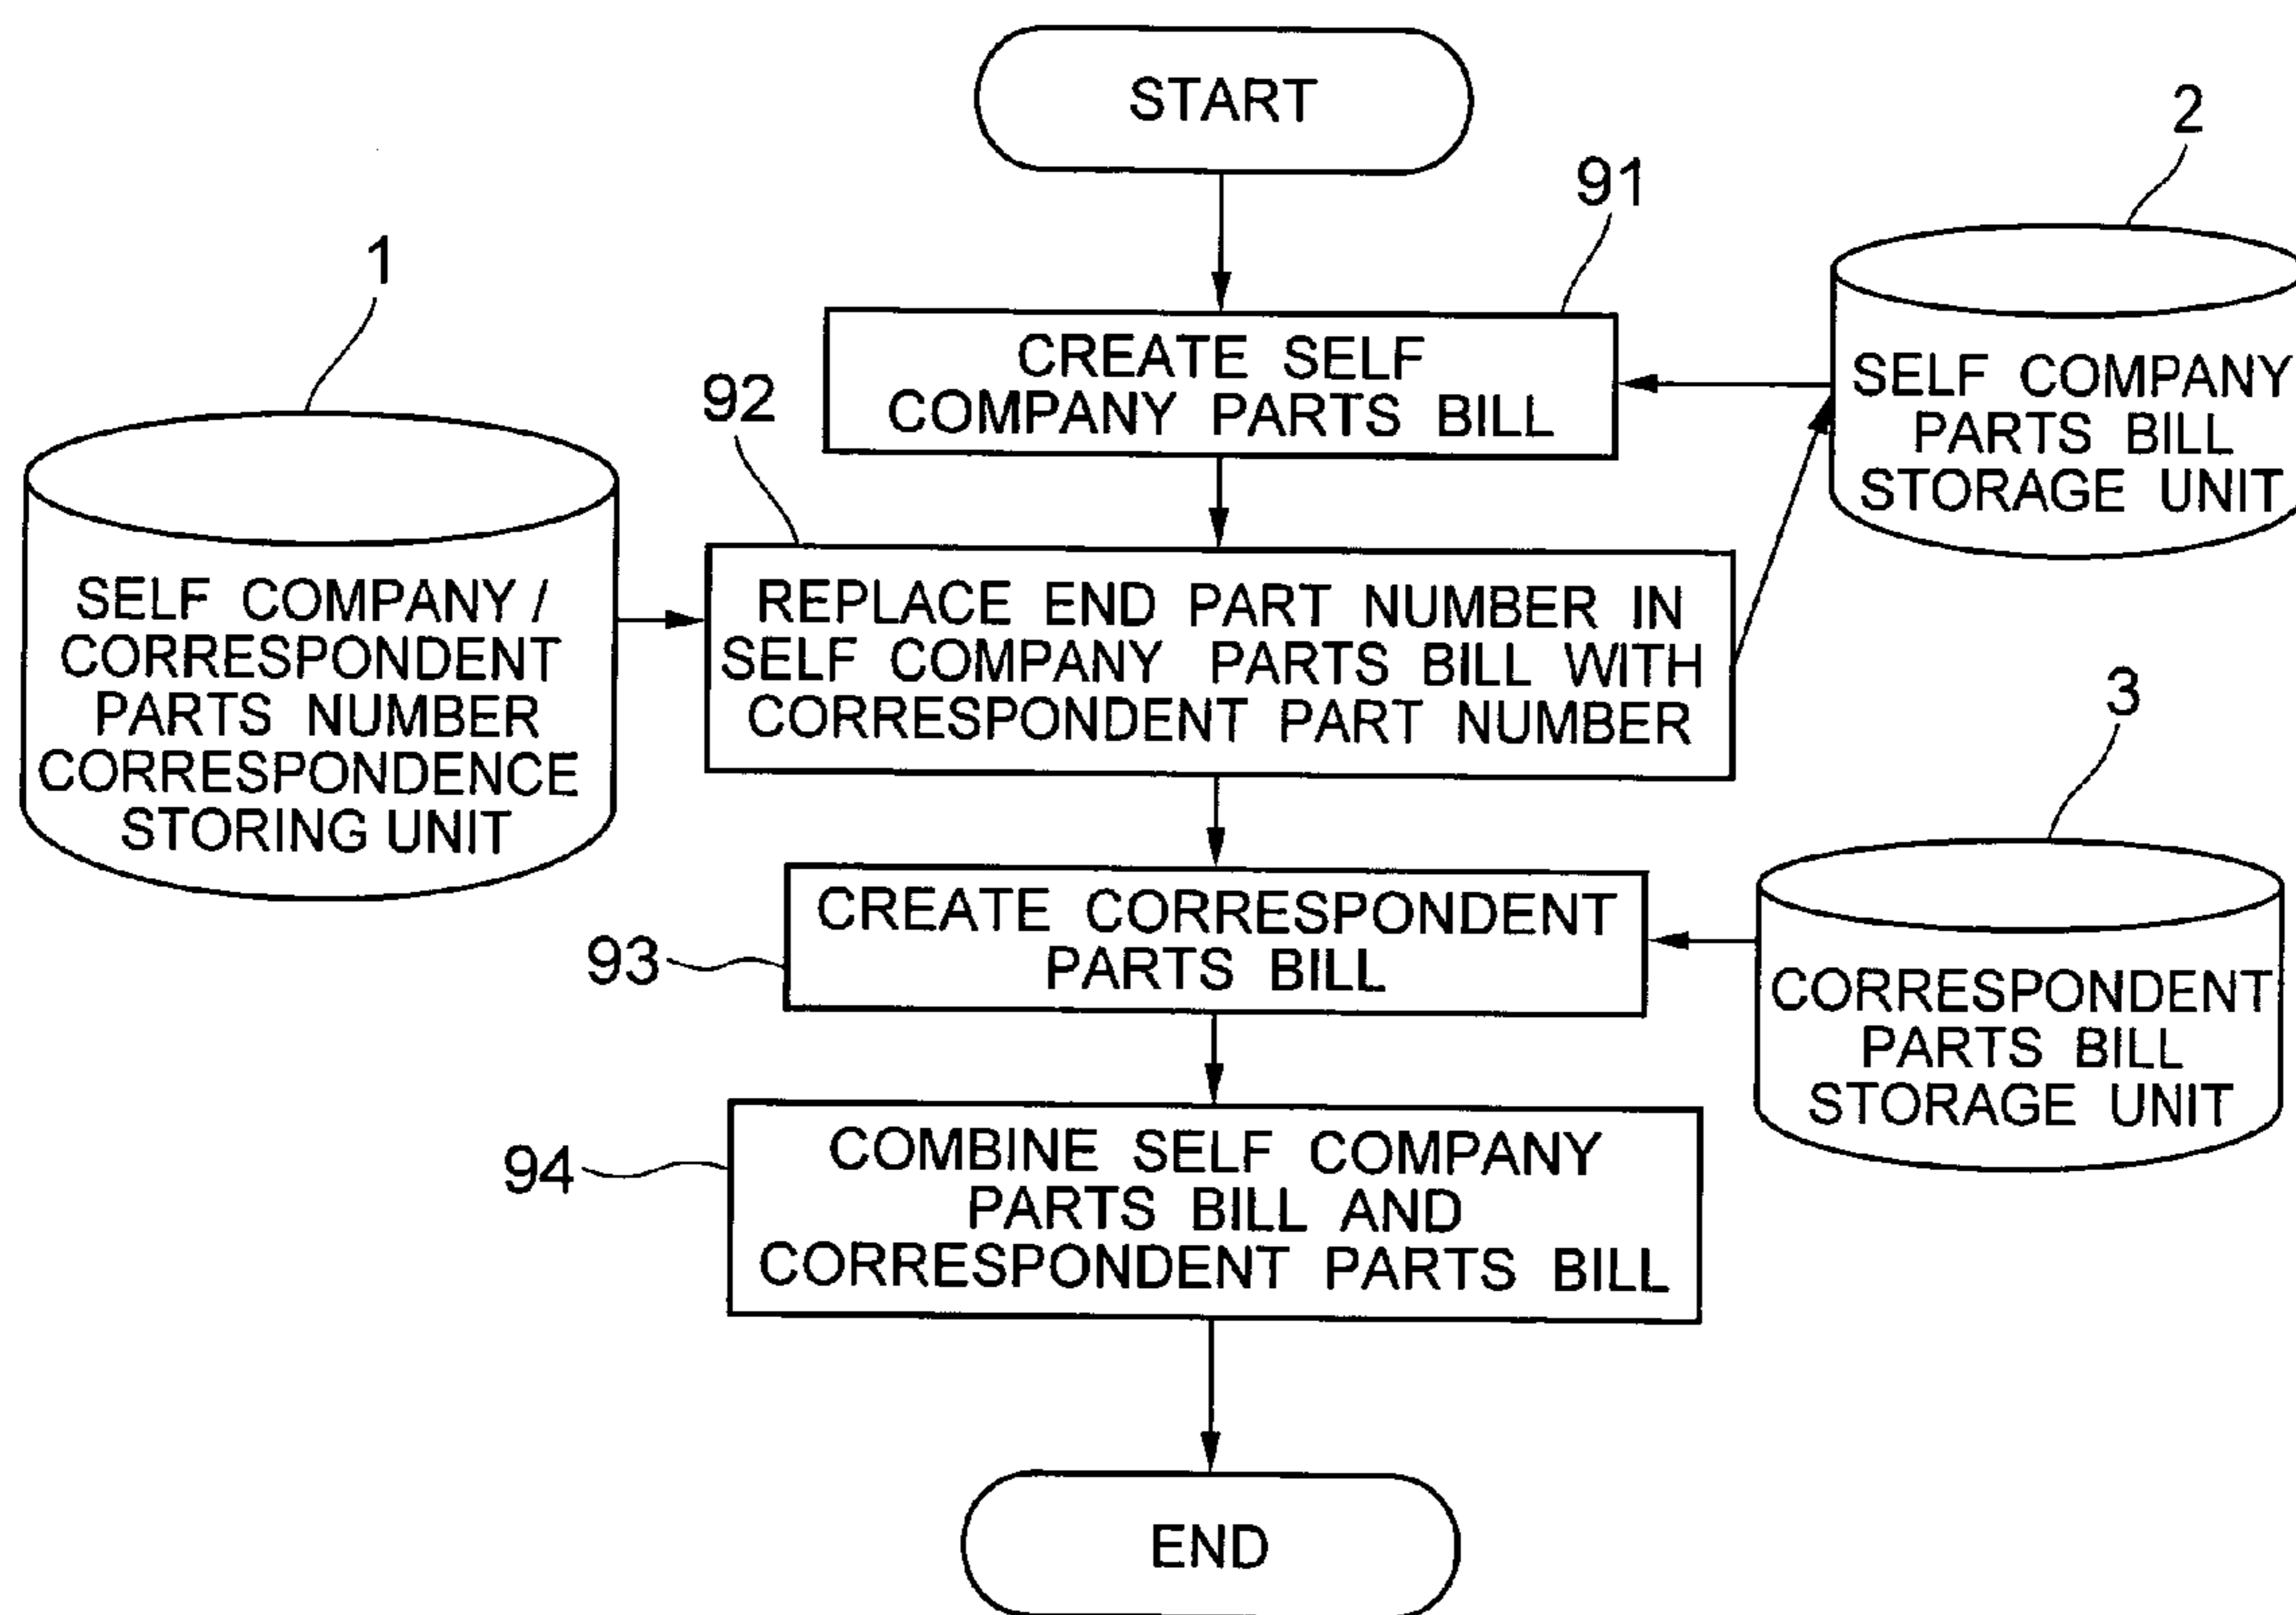 START
2
91
1
CREATE SELF
COMPANY PARTS BILL
SELF COMPANY
PARTS BILL
STORAGE UNIT
92
SELF COMPANY /
CORRESPONDENT
PARTS NUMBER
CORRESPONDENCE
STORING UNIT
REPLACE END PART NUMBER IN
SELF COMPANY PARTS BILL WITH
CORRESPONDENT PART NUMBER
3
CREATE CORRESPONDENT
PARTS BILL
93
CORRESPONDENT
PARTS BILL
STORAGE UNIT
94
COMBINE SELF COMPANY
PARTS BILL AND
CORRESPONDENT PARTS BILL
END